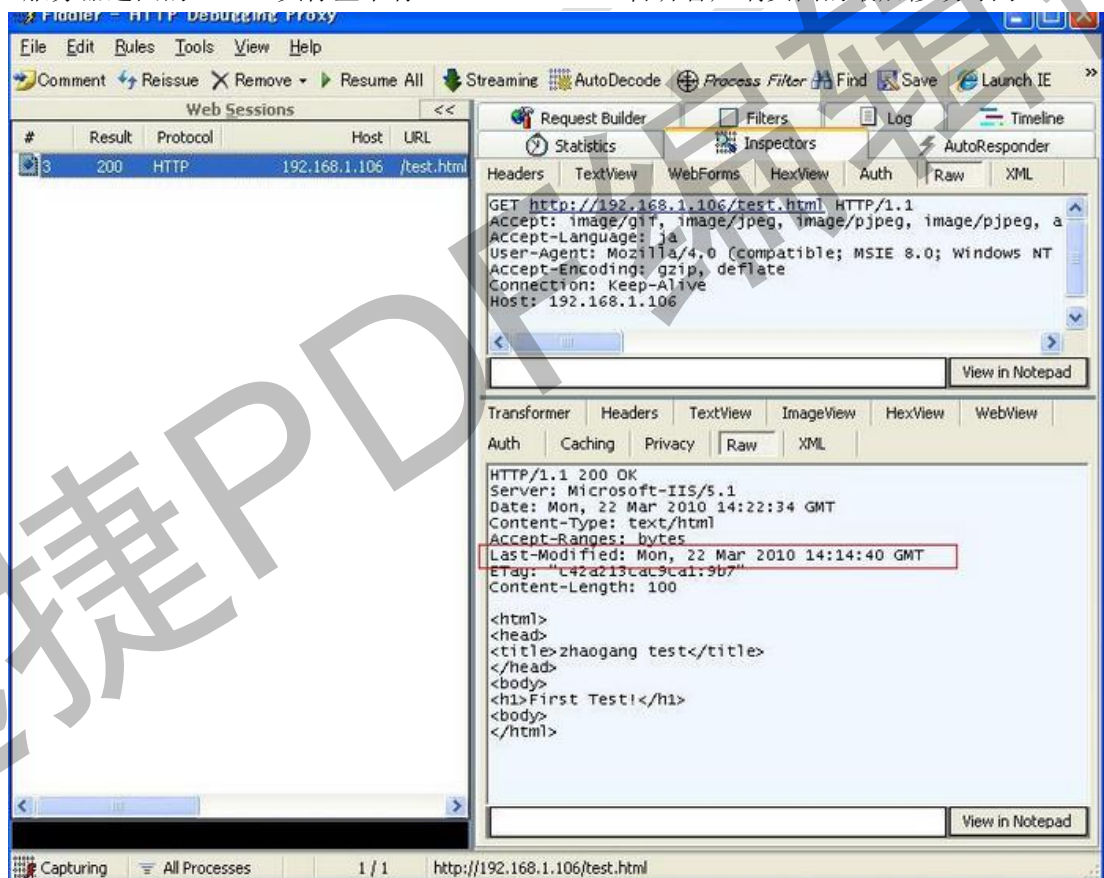 Fiddler - HTTP Debugging Proxy
File Edit Rules Tools View Help
Comment Reissue Remove Resume All Streaming AutoDecode Process Filter Find Save Launch IE »
Web Sessions <<
# Result Protocol Host URL
3 200 HTTP 192.168.1.106 /test.html
Request Builder Filters Log Timeline
Statistics Inspectors AutoResponder
Headers TextView WebForms HexView Auth Raw XML
GET http://192.168.1.106/test.html HTTP/1.1
Accept: image/gif, image/jpeg, image/pjpeg, image/pjpeg, a
Accept-Language: ja
User-Agent: Mozilla/4.0 (compatible; MSIE 8.0; Windows NT
Accept-Encoding: gzip, deflate
Connection: Keep-Alive
Host: 192.168.1.106
View in Notepad
Transformer Headers TextView ImageView HexView WebView
Auth Caching Privacy Raw XML
HTTP/1.1 200 OK
Server: Microsoft-IIS/5.1
Date: Mon, 22 Mar 2010 14:22:34 GMT
Content-Type: text/html
Accept-Ranges: bytes
Last-Modified: Mon, 22 Mar 2010 14:14:40 GMT
ETag: "c42a213cac9ca1:9b7"
Content-Length: 100
<html>
<head>
<title>zhaogang test</title>
</head>
<body>
<h1>First Test!</h1>
<body>
</html>
View in Notepad
Capturing All Processes 1 / 1 http://192.168.1.106/test.html
捷PDF编辑